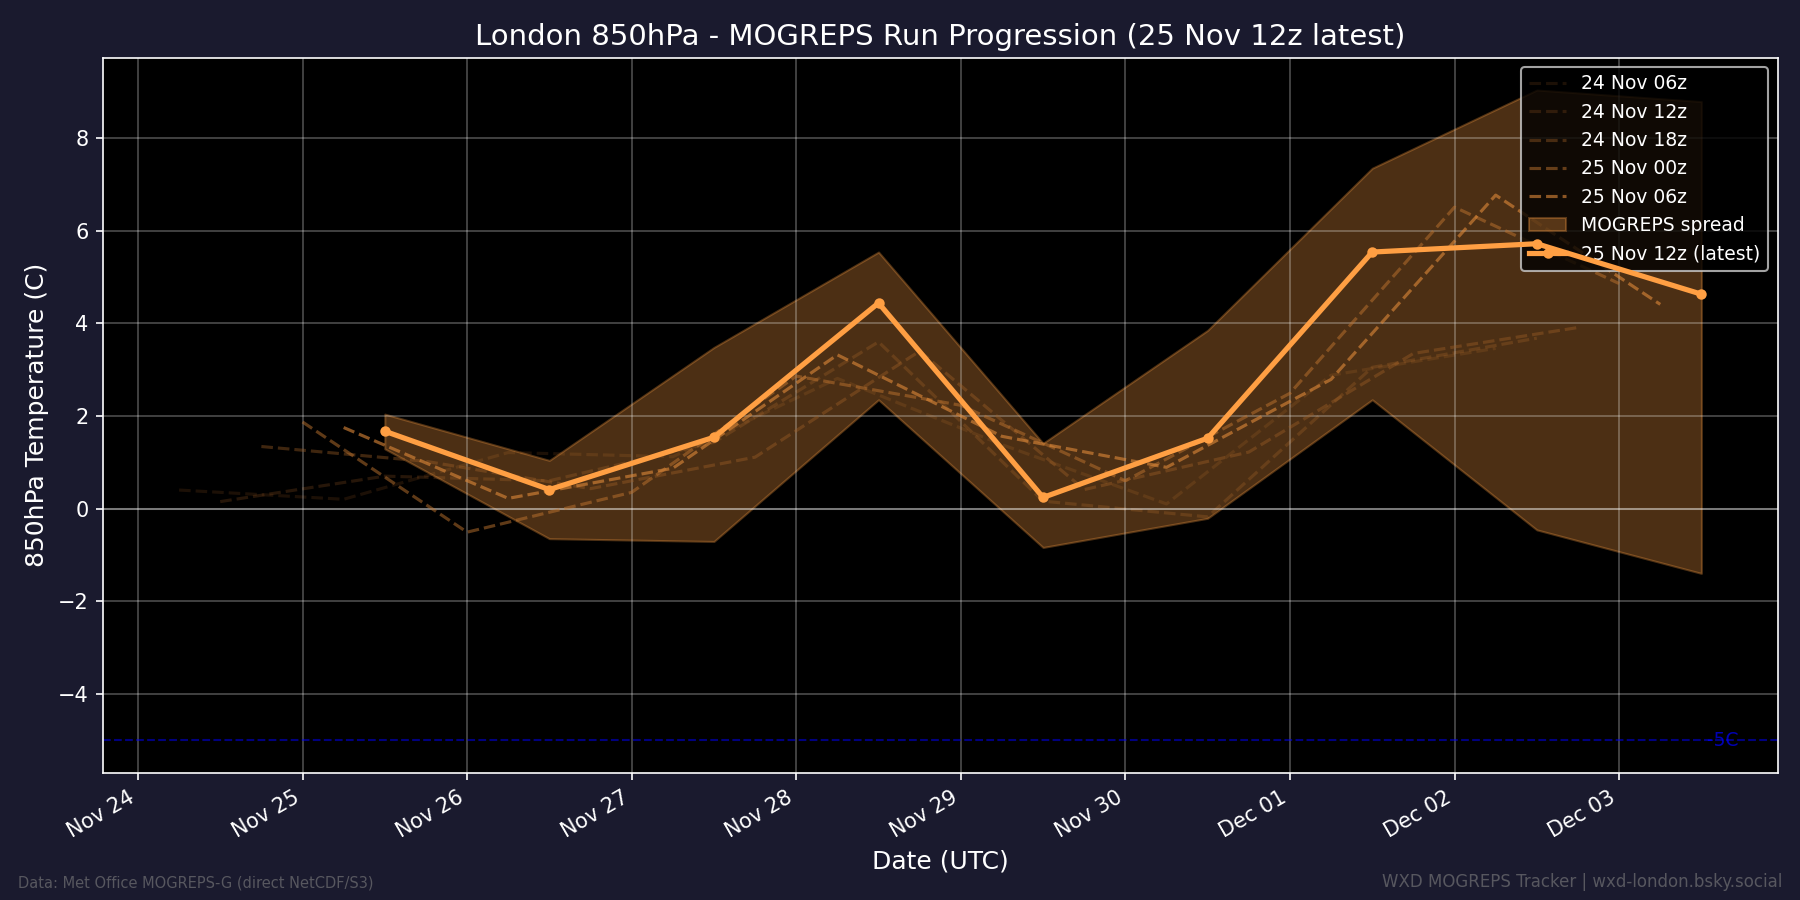 London 850hPa - MOGREPS Run Progression (25 Nov 12z latest)
24 Nov 06z
24 Nov 12z
24 Nov 18z
25 Nov 00z
25 Nov 06z
MOGREPS spread
25 Nov 12z (latest)
850hPa Temperature (C)
8
6
4
2
0
−2
−4
-5C
Nov 24
Nov 25
Nov 26
Nov 27
Nov 28
Nov 29
Nov 30
Dec 01
Dec 02
Dec 03
Date (UTC)
Data: Met Office MOGREPS-G (direct NetCDF/S3)
WXD MOGREPS Tracker | wxd-london.bsky.social